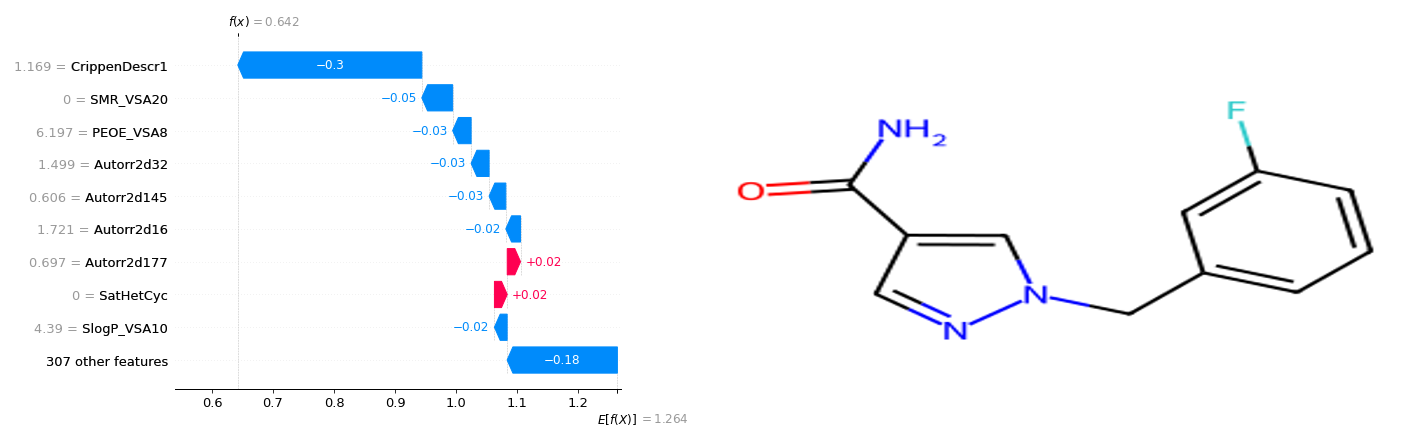 f(x) = 0.642
1.169 = CrippenDescr1
−0.3
0 = SMR_VSA20
−0.05
6.197 = PEOE_VSA8
−0.03
1.499 = Autorr2d32
−0.03
0.606 = Autorr2d145
−0.03
1.721 = Autorr2d16
−0.02
0.697 = Autorr2d177
+0.02
0 = SatHetCyc
+0.02
4.39 = SlogP_VSA10
−0.02
307 other features
−0.18
0.6 0.7 0.8 0.9 1.0 1.1 1.2
E[f(X)] = 1.264
F
NH2
O
N
N